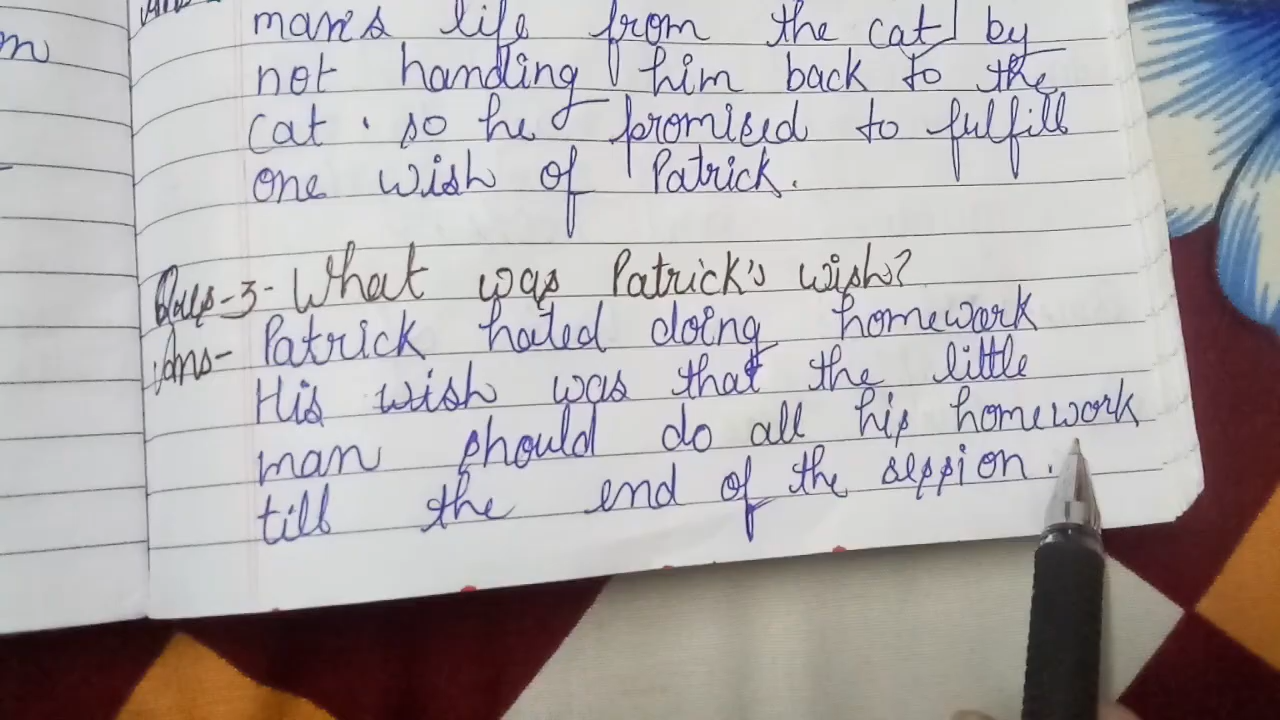 man's life from the cat by
not handing him back to the
cat. so he promised to fulfill
one wish of Patrick.
Ques-3- What was Patrick's wish?
Ans- Patrick hated doing homework
His wish was that the little
man should do all his homework
till the end of the session.